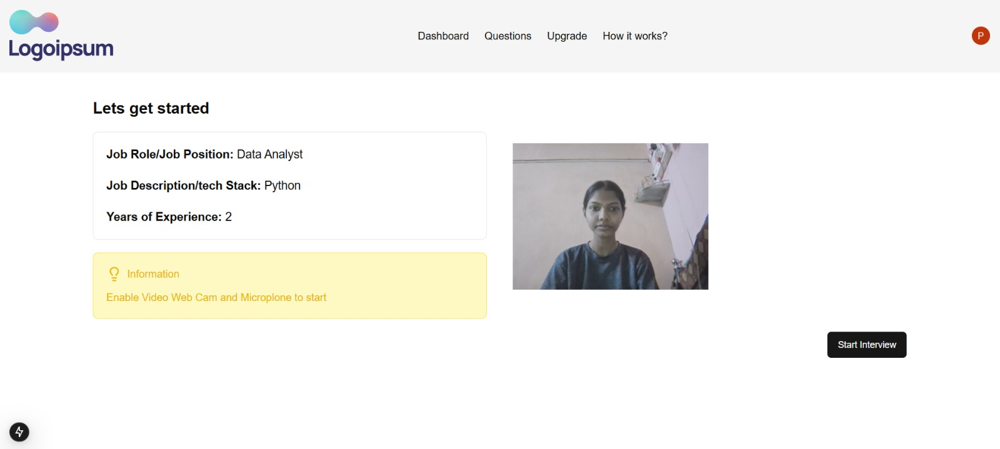 Logoipsum
Dashboard Questions Upgrade How it works?
P
Lets get started
Job Role/Job Position: Data Analyst
Job Description/tech Stack: Python
Years of Experience: 2
Information
Enable Video Web Cam and Microplone to start
Start Interview